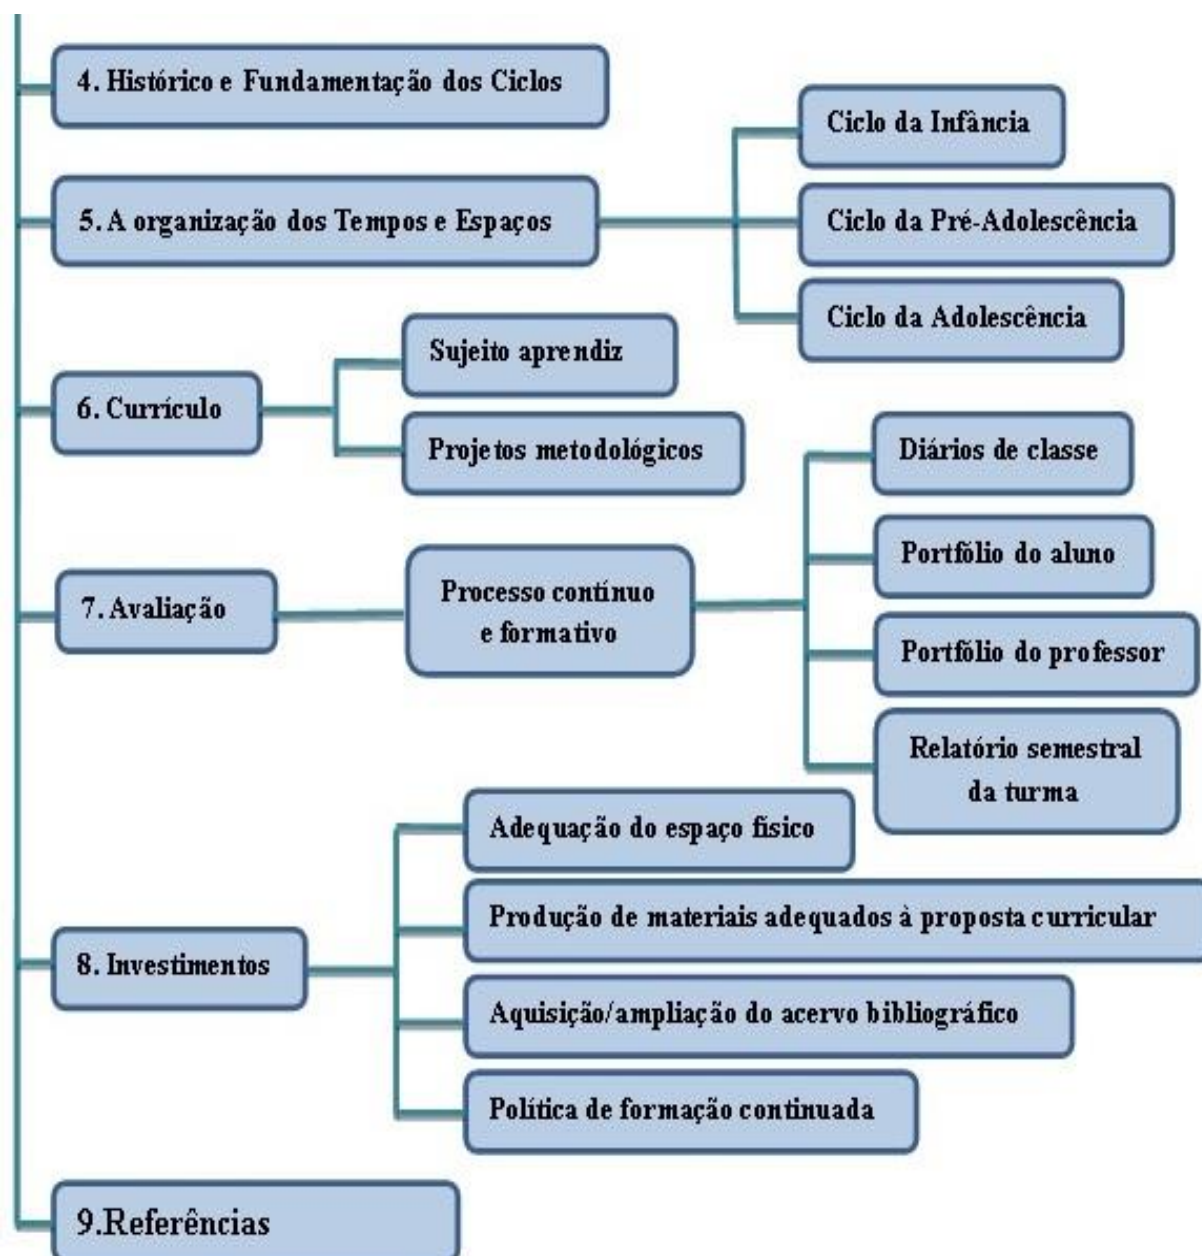 4. Histórico e Fundamentação dos Ciclos
5. A organização dos Tempos e Espaços
Ciclo da Infância
Ciclo da Pré-Adolescência
Ciclo da Adolescência
6. Currículo
Sujeito aprendiz
Projetos metodológicos
7. Avaliação
Processo contínuo
e formativo
Diários de classe
Portfólio do aluno
Portfólio do professor
Relatório semestral
da turma
8. Investimentos
Adequação do espaço físico
Produção de materiais adequados à proposta curricular
Aquisição/ampliação do acervo bibliográfico
Política de formação continuada
9.Referências